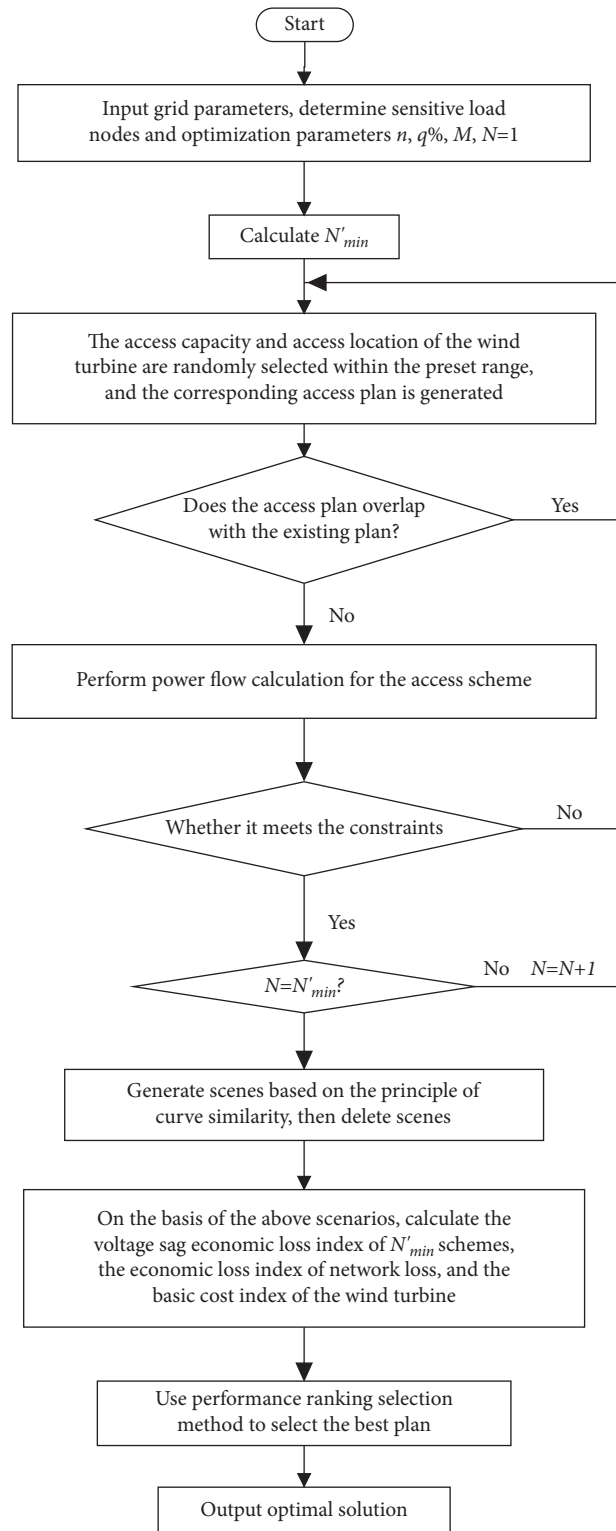 Start
Input grid parameters, determine sensitive load
nodes and optimization parameters n, q%, M, N=1
Calculate N'min
The access capacity and access location of the wind
turbine are randomly selected within the preset range,
and the corresponding access plan is generated
Does the access plan overlap
with the existing plan?
Yes
No
Perform power flow calculation for the access scheme
Whether it meets the constraints
No
Yes
N=N'min?
No N=N+1
Generate scenes based on the principle of
curve similarity, then delete scenes
On the basis of the above scenarios, calculate the
voltage sag economic loss index of N'min schemes,
the economic loss index of network loss, and the
basic cost index of the wind turbine
Use performance ranking selection
method to select the best plan
Output optimal solution